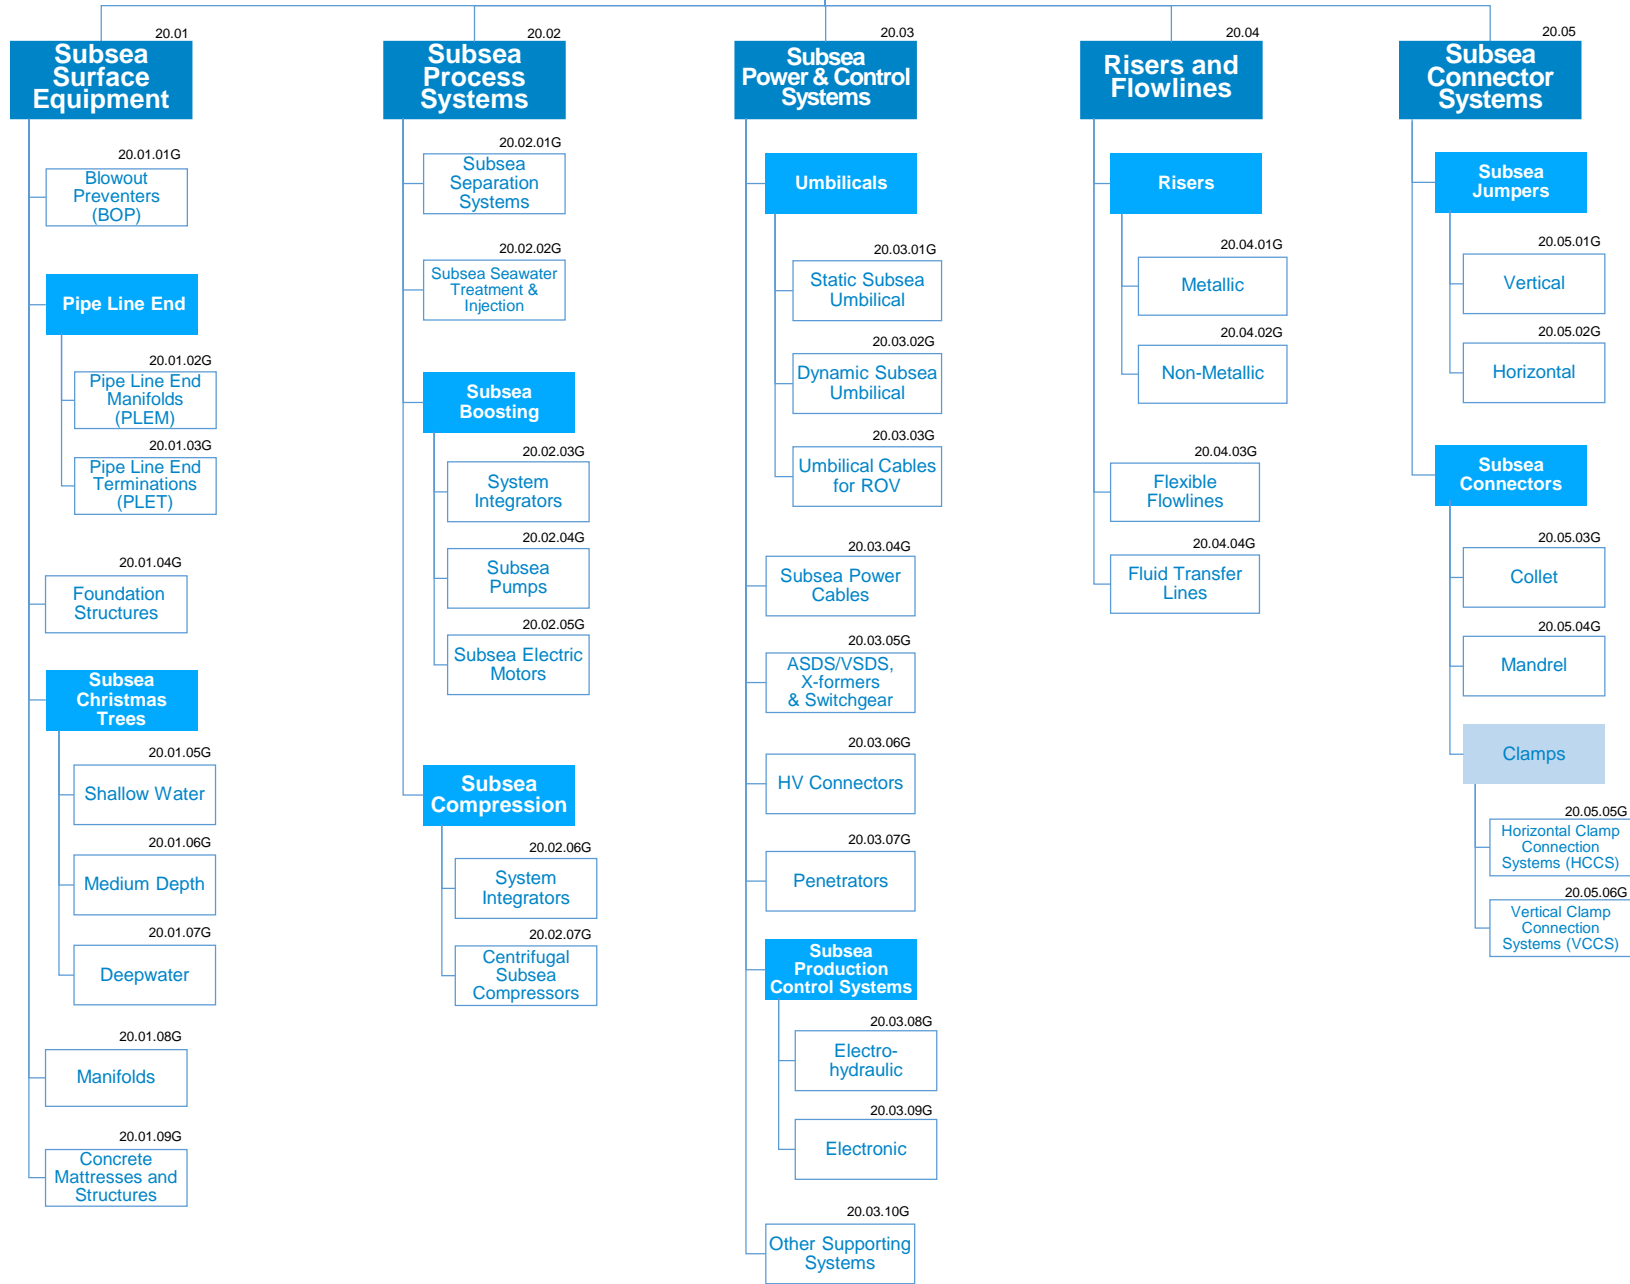 20.01
Subsea
Surface
Equipment
20.01.01G
Blowout
Preventers
(BOP)
Pipe Line End
20.01.02G
Pipe Line End
Manifolds
(PLEM)
20.01.03G
Pipe Line End
Terminations
(PLET)
20.01.04G
Foundation
Structures
Subsea
Christmas
Trees
20.01.05G
Shallow Water
20.01.06G
Medium Depth
20.01.07G
Deepwater
20.01.08G
Manifolds
20.01.09G
Concrete
Mattresses and
Structures
20.02
Subsea
Process
Systems
20.02.01G
Subsea
Separation
Systems
20.02.02G
Subsea Seawater
Treatment &
Injection
Subsea
Boosting
20.02.03G
System
Integrators
20.02.04G
Subsea
Pumps
20.02.05G
Subsea Electric
Motors
Subsea
Compression
20.02.06G
System
Integrators
20.02.07G
Centrifugal
Subsea
Compressors
20.03
Subsea
Power & Control
Systems
Umbilicals
20.03.01G
Static Subsea
Umbilical
20.03.02G
Dynamic Subsea
Umbilical
20.03.03G
Umbilical Cables
for ROV
20.03.04G
Subsea Power
Cables
20.03.05G
ASDS/VSDS,
X-formers
& Switchgear
20.03.06G
HV Connectors
20.03.07G
Penetrators
Subsea
Production
Control Systems
20.03.08G
Electro-
hydraulic
20.03.09G
Electronic
20.03.10G
Other Supporting
Systems
20.04
Risers and
Flowlines
Risers
20.04.01G
Metallic
20.04.02G
Non-Metallic
20.04.03G
Flexible
Flowlines
20.04.04G
Fluid Transfer
Lines
20.05
Subsea
Connector
Systems
Subsea
Jumpers
20.05.01G
Vertical
20.05.02G
Horizontal
Subsea
Connectors
20.05.03G
Collet
20.05.04G
Mandrel
Clamps
20.05.05G
Horizontal Clamp
Connection
Systems (HCCS)
20.05.06G
Vertical Clamp
Connection
Systems (VCCS)